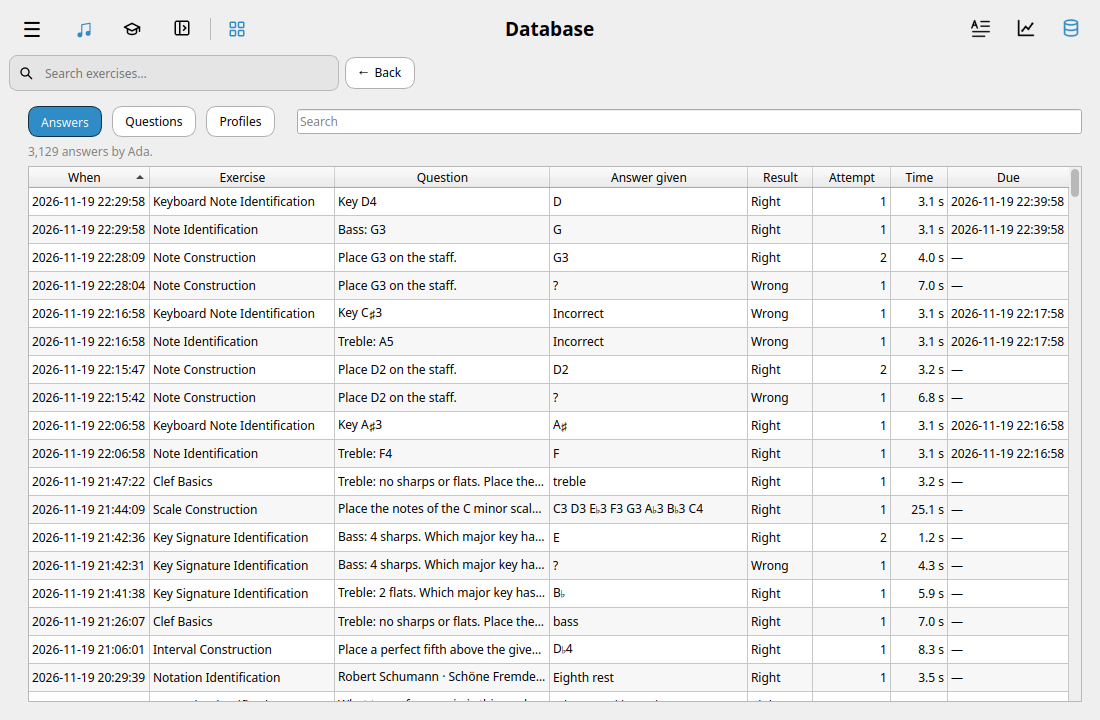 Database
Search exercises...
← Back
Answers Questions Profiles Search
3,129 answers by Ada.
When Exercise Question Answer given Result Attempt Time Due
2026-11-19 22:29:58 Keyboard Note Identification Key D4 D Right 1 3.1 s 2026-11-19 22:39:58
2026-11-19 22:29:58 Note Identification Bass: G3 G Right 1 3.1 s 2026-11-19 22:39:58
2026-11-19 22:28:09 Note Construction Place G3 on the staff. G3 Right 2 4.0 s —
2026-11-19 22:28:04 Note Construction Place G3 on the staff. ? Wrong 1 7.0 s —
2026-11-19 22:16:58 Keyboard Note Identification Key C♯3 Incorrect Wrong 1 3.1 s 2026-11-19 22:17:58
2026-11-19 22:16:58 Note Identification Treble: A5 Incorrect Wrong 1 3.1 s 2026-11-19 22:17:58
2026-11-19 22:15:47 Note Construction Place D2 on the staff. D2 Right 2 3.2 s —
2026-11-19 22:15:42 Note Construction Place D2 on the staff. ? Wrong 1 6.8 s —
2026-11-19 22:06:58 Keyboard Note Identification Key A♯3 A♯ Right 1 3.1 s 2026-11-19 22:16:58
2026-11-19 22:06:58 Note Identification Treble: F4 F Right 1 3.1 s 2026-11-19 22:16:58
2026-11-19 21:47:22 Clef Basics Treble: no sharps or flats. Place the... treble Right 1 3.2 s —
2026-11-19 21:44:09 Scale Construction Place the notes of the C minor scal... C3 D3 E♭3 F3 G3 A♭3 B♭3 C4 Right 1 25.1 s —
2026-11-19 21:42:36 Key Signature Identification Bass: 4 sharps. Which major key ha... E Right 2 1.2 s —
2026-11-19 21:42:31 Key Signature Identification Bass: 4 sharps. Which major key ha... ? Wrong 1 4.3 s —
2026-11-19 21:41:38 Key Signature Identification Treble: 2 flats. Which major key has... B♭ Right 1 5.9 s —
2026-11-19 21:26:07 Clef Basics Treble: no sharps or flats. Place the... bass Right 1 7.0 s —
2026-11-19 21:06:01 Interval Construction Place a perfect fifth above the give... D♭4 Right 1 8.3 s —
2026-11-19 20:29:39 Notation Identification Robert Schumann · Schöne Fremde... Eighth rest Right 1 3.5 s —